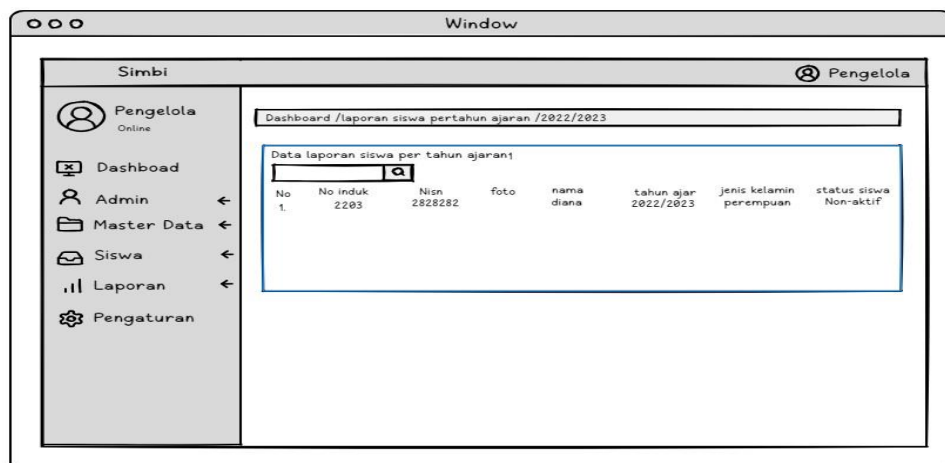 Window
Simbi
Pengelola
Pengelola
Online
Dashboad
Admin
Master Data
Siswa
Laporan
Pengaturan
Dashboard /laporan siswa pertahun ajaran /2022/2023
Data laporan siswa per tahun ajaran1
No No induk Nisn foto nama tahun ajar jenis kelamin status siswa
1. 2203 2828282 diana 2022/2023 perempuan Non-aktif